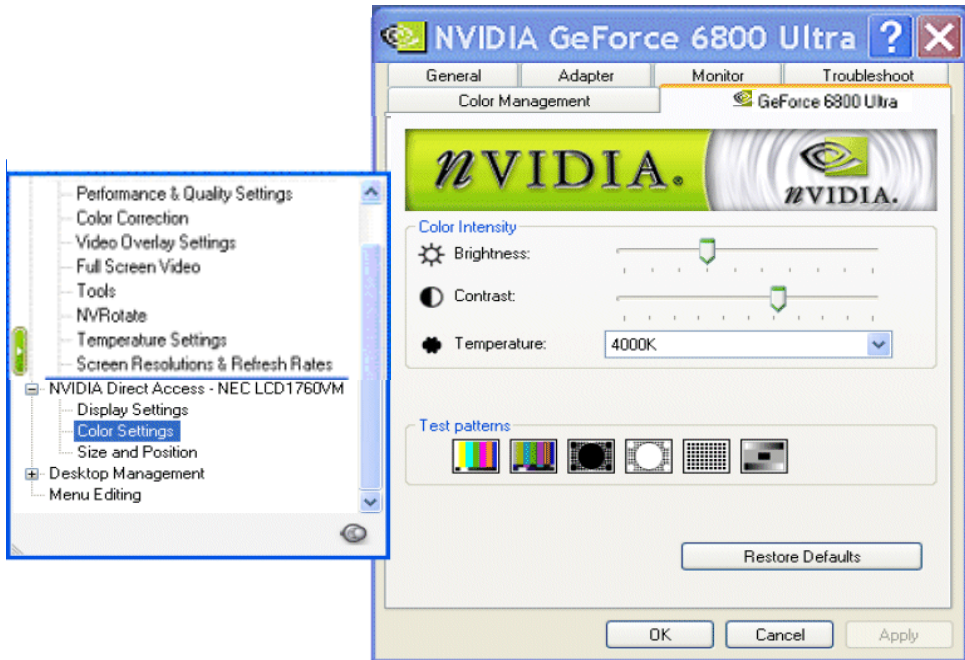 NVIDIA GeForce 6800 Ultra
General Adapter Monitor Troubleshoot
Color Management GeForce 6800 Ultra
nVIDIA.
nVIDIA.
Color Intensity
Brightness:
Contrast:
Temperature: 4000K
Test patterns
Restore Defaults
OK Cancel Apply
Performance & Quality Settings
Color Correction
Video Overlay Settings
Full Screen Video
Tools
NVRotate
Temperature Settings
Screen Resolutions & Refresh Rates
NVIDIA Direct Access - NEC LCD1760VM
Display Settings
Color Settings
Size and Position
Desktop Management
Menu Editing